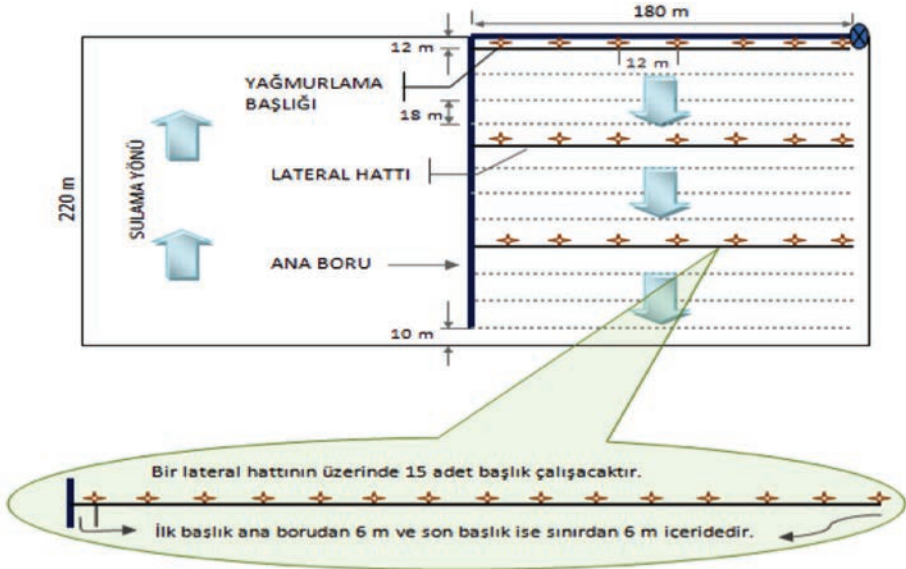 180 m
12 m
12 m
YAĞMURLAMA
BAŞLIĞI
18 m
LATERAL HATTI
220 m
SULAMA YÖNÜ
ANA BORU
10 m
Bir lateral hattının üzerinde 15 adet başlık çalışacaktır.
İlk başlık ana borudan 6 m ve son başlık ise sınırdan 6 m içeridedir.